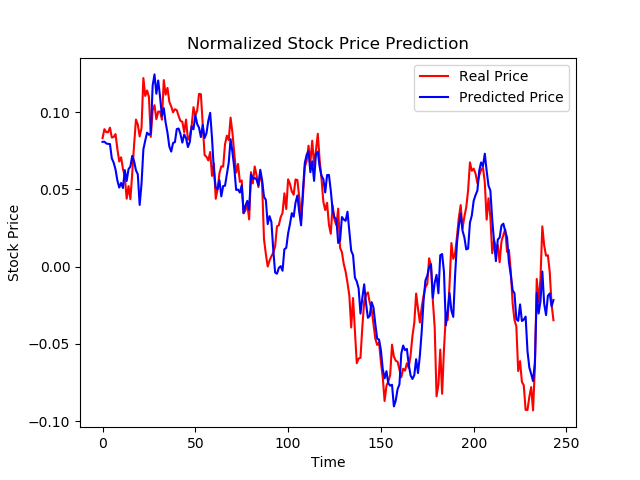 Normalized Stock Price Prediction
Real Price
Predicted Price
Stock Price
0.10
0.05
0.00
−0.05
−0.10
0 50 100 150 200 250
Time